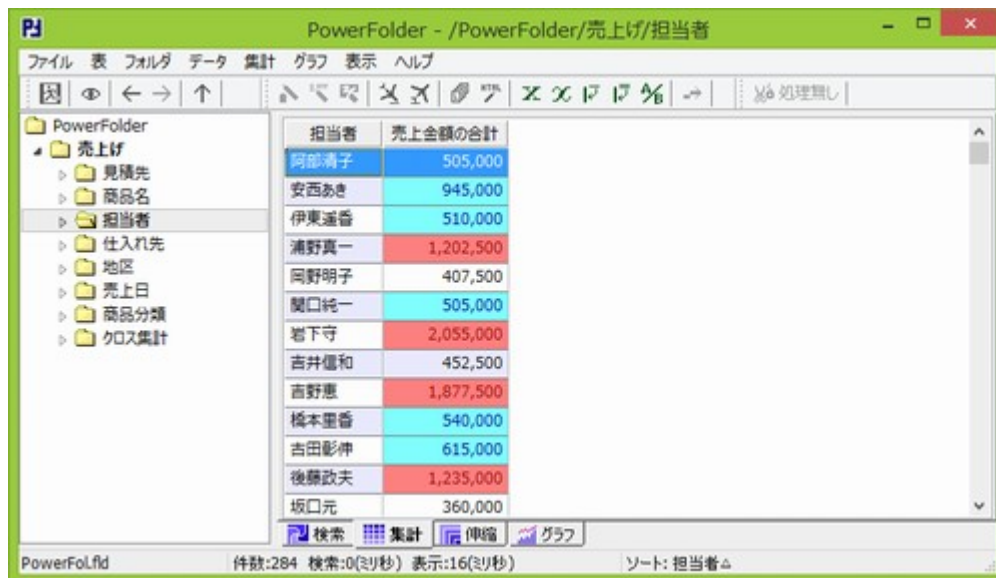 PowerFolder - /PowerFolder/売上げ/担当者
ファイル 表 フォルダ データ 集計 グラフ 表示 ヘルプ
処理無し
PowerFolder
売上げ
見積先
商品名
担当者
仕入れ先
地区
売上日
商品分類
クロス集計
担当者 売上金額の合計
阿部清子 505,000
安西あき 945,000
伊東遥香 510,000
浦野真一 1,202,500
岡野明子 407,500
関口純一 505,000
岩下守 2,055,000
吉井信和 452,500
吉野恵 1,877,500
橋本里香 540,000
古田彰伸 615,000
後藤政夫 1,235,000
坂口元 360,000
検索 集計 伸縮 グラフ
PowerFol.fld 件数:284 検索:0(ミリ秒) 表示:16(ミリ秒) ソート: 担当者△